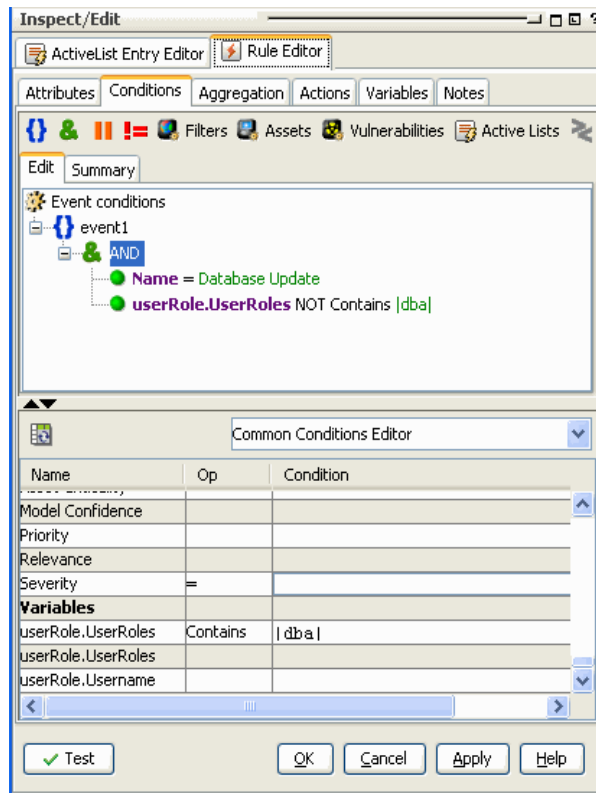 Inspect/Edit
ActiveList Entry Editor Rule Editor
Attributes Conditions Aggregation Actions Variables Notes
{} & != Filters Assets Vulnerabilities Active Lists
Edit Summary
Event conditions
{} event1
& AND
Name = Database Update
userRole.UserRoles NOT Contains |dba|
Common Conditions Editor
Name Op Condition
Model Confidence
Priority
Relevance
Severity =
Variables
userRole.UserRoles Contains |dba|
userRole.UserRoles
userRole.Username
Test OK Cancel Apply Help